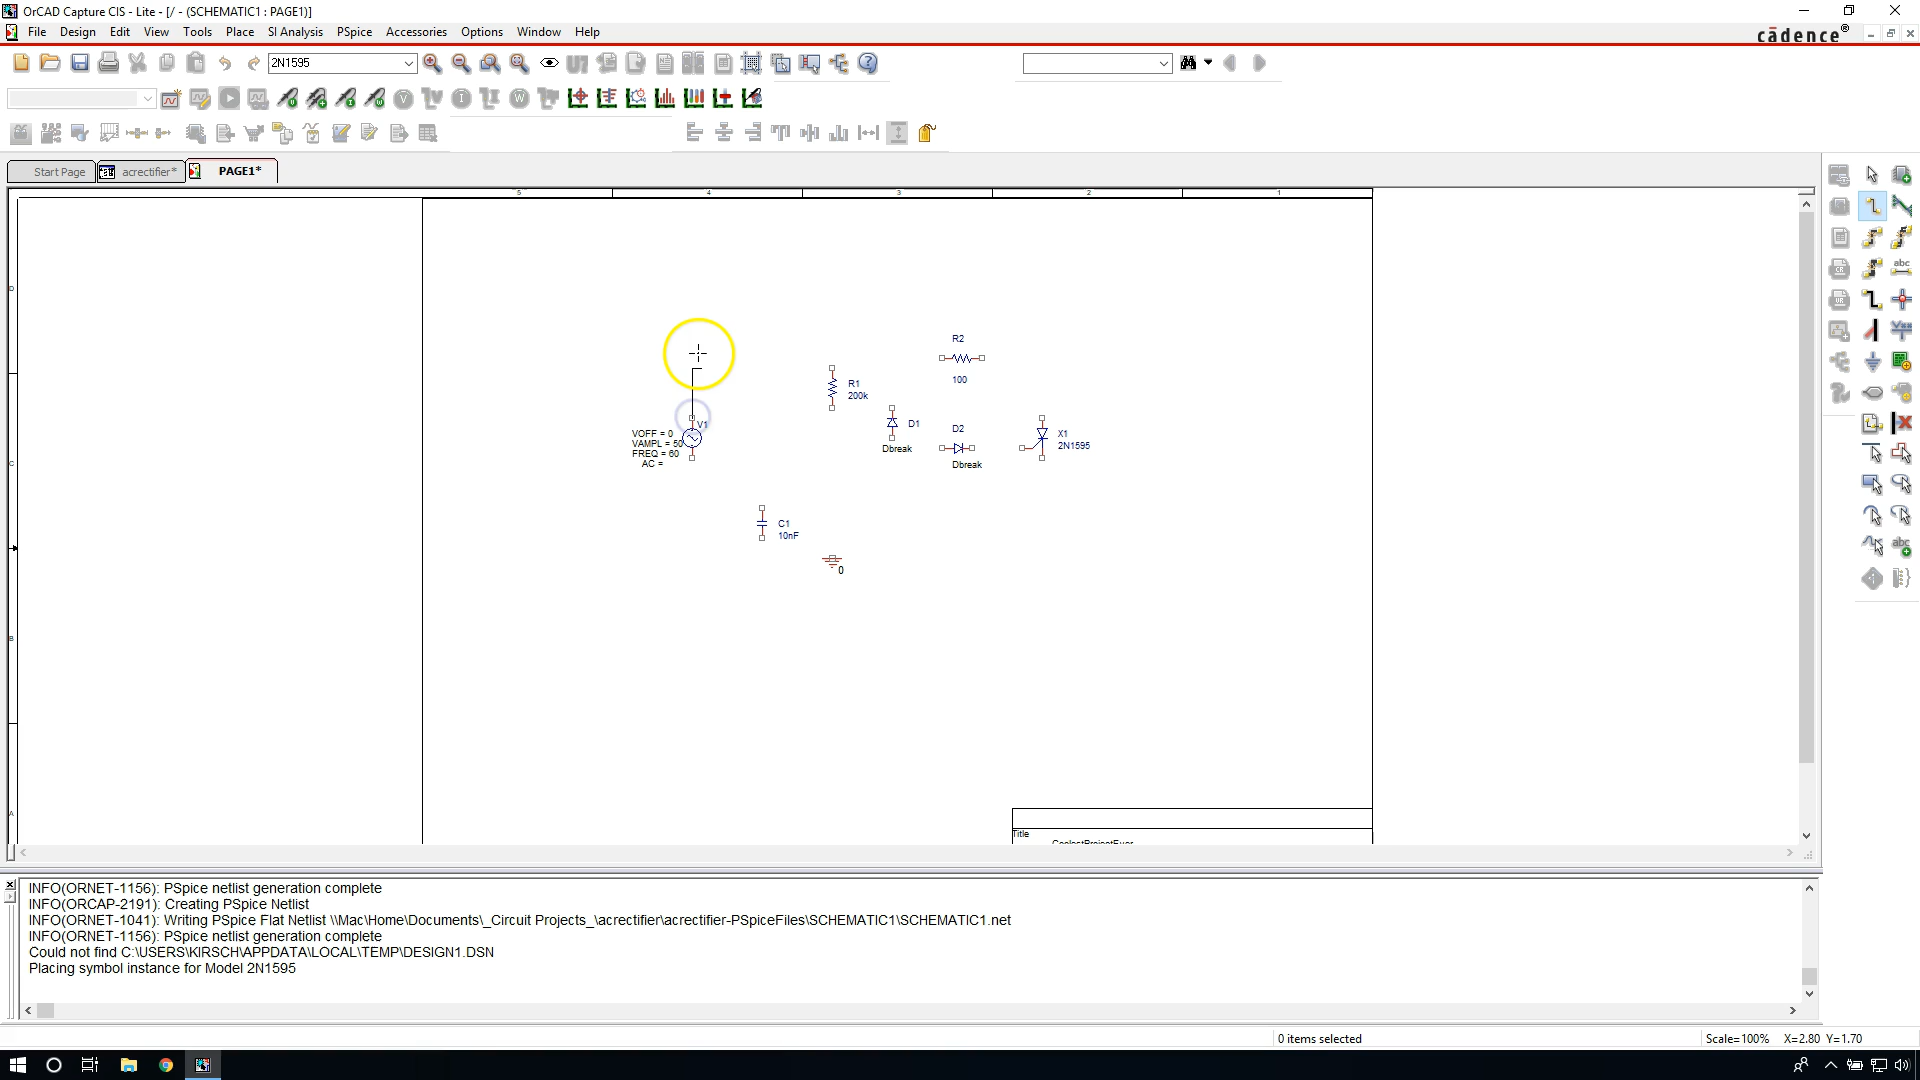 OrCAD Capture CIS - Lite - [/ - (SCHEMATIC1 : PAGE1)]
File Design Edit View Tools Place SI Analysis PSpice Accessories Options Window Help
cādence®
2N1595
Start Page acrectifier* PAGE1*
5 4 3 2 1
D
C
B
A
R2
100
R1
200k
V1
VOFF = 0
VAMPL = 50
FREQ = 60
AC =
D1
Dbreak
D2
Dbreak
X1
2N1595
C1
10nF
0
Title
INFO(ORNET-1156): PSpice netlist generation complete
INFO(ORCAP-2191): Creating PSpice Netlist
INFO(ORNET-1041): Writing PSpice Flat Netlist \\Mac\Home\Documents\_Circuit Projects_\acrectifier\acrectifier-PSpiceFiles\SCHEMATIC1\SCHEMATIC1.net
INFO(ORNET-1156): PSpice netlist generation complete
Could not find C:\USERS\KIRSCH\APPDATA\LOCAL\TEMP\DESIGN1.DSN
Placing symbol instance for Model 2N1595
0 items selected
Scale=100% X=2.80 Y=1.70